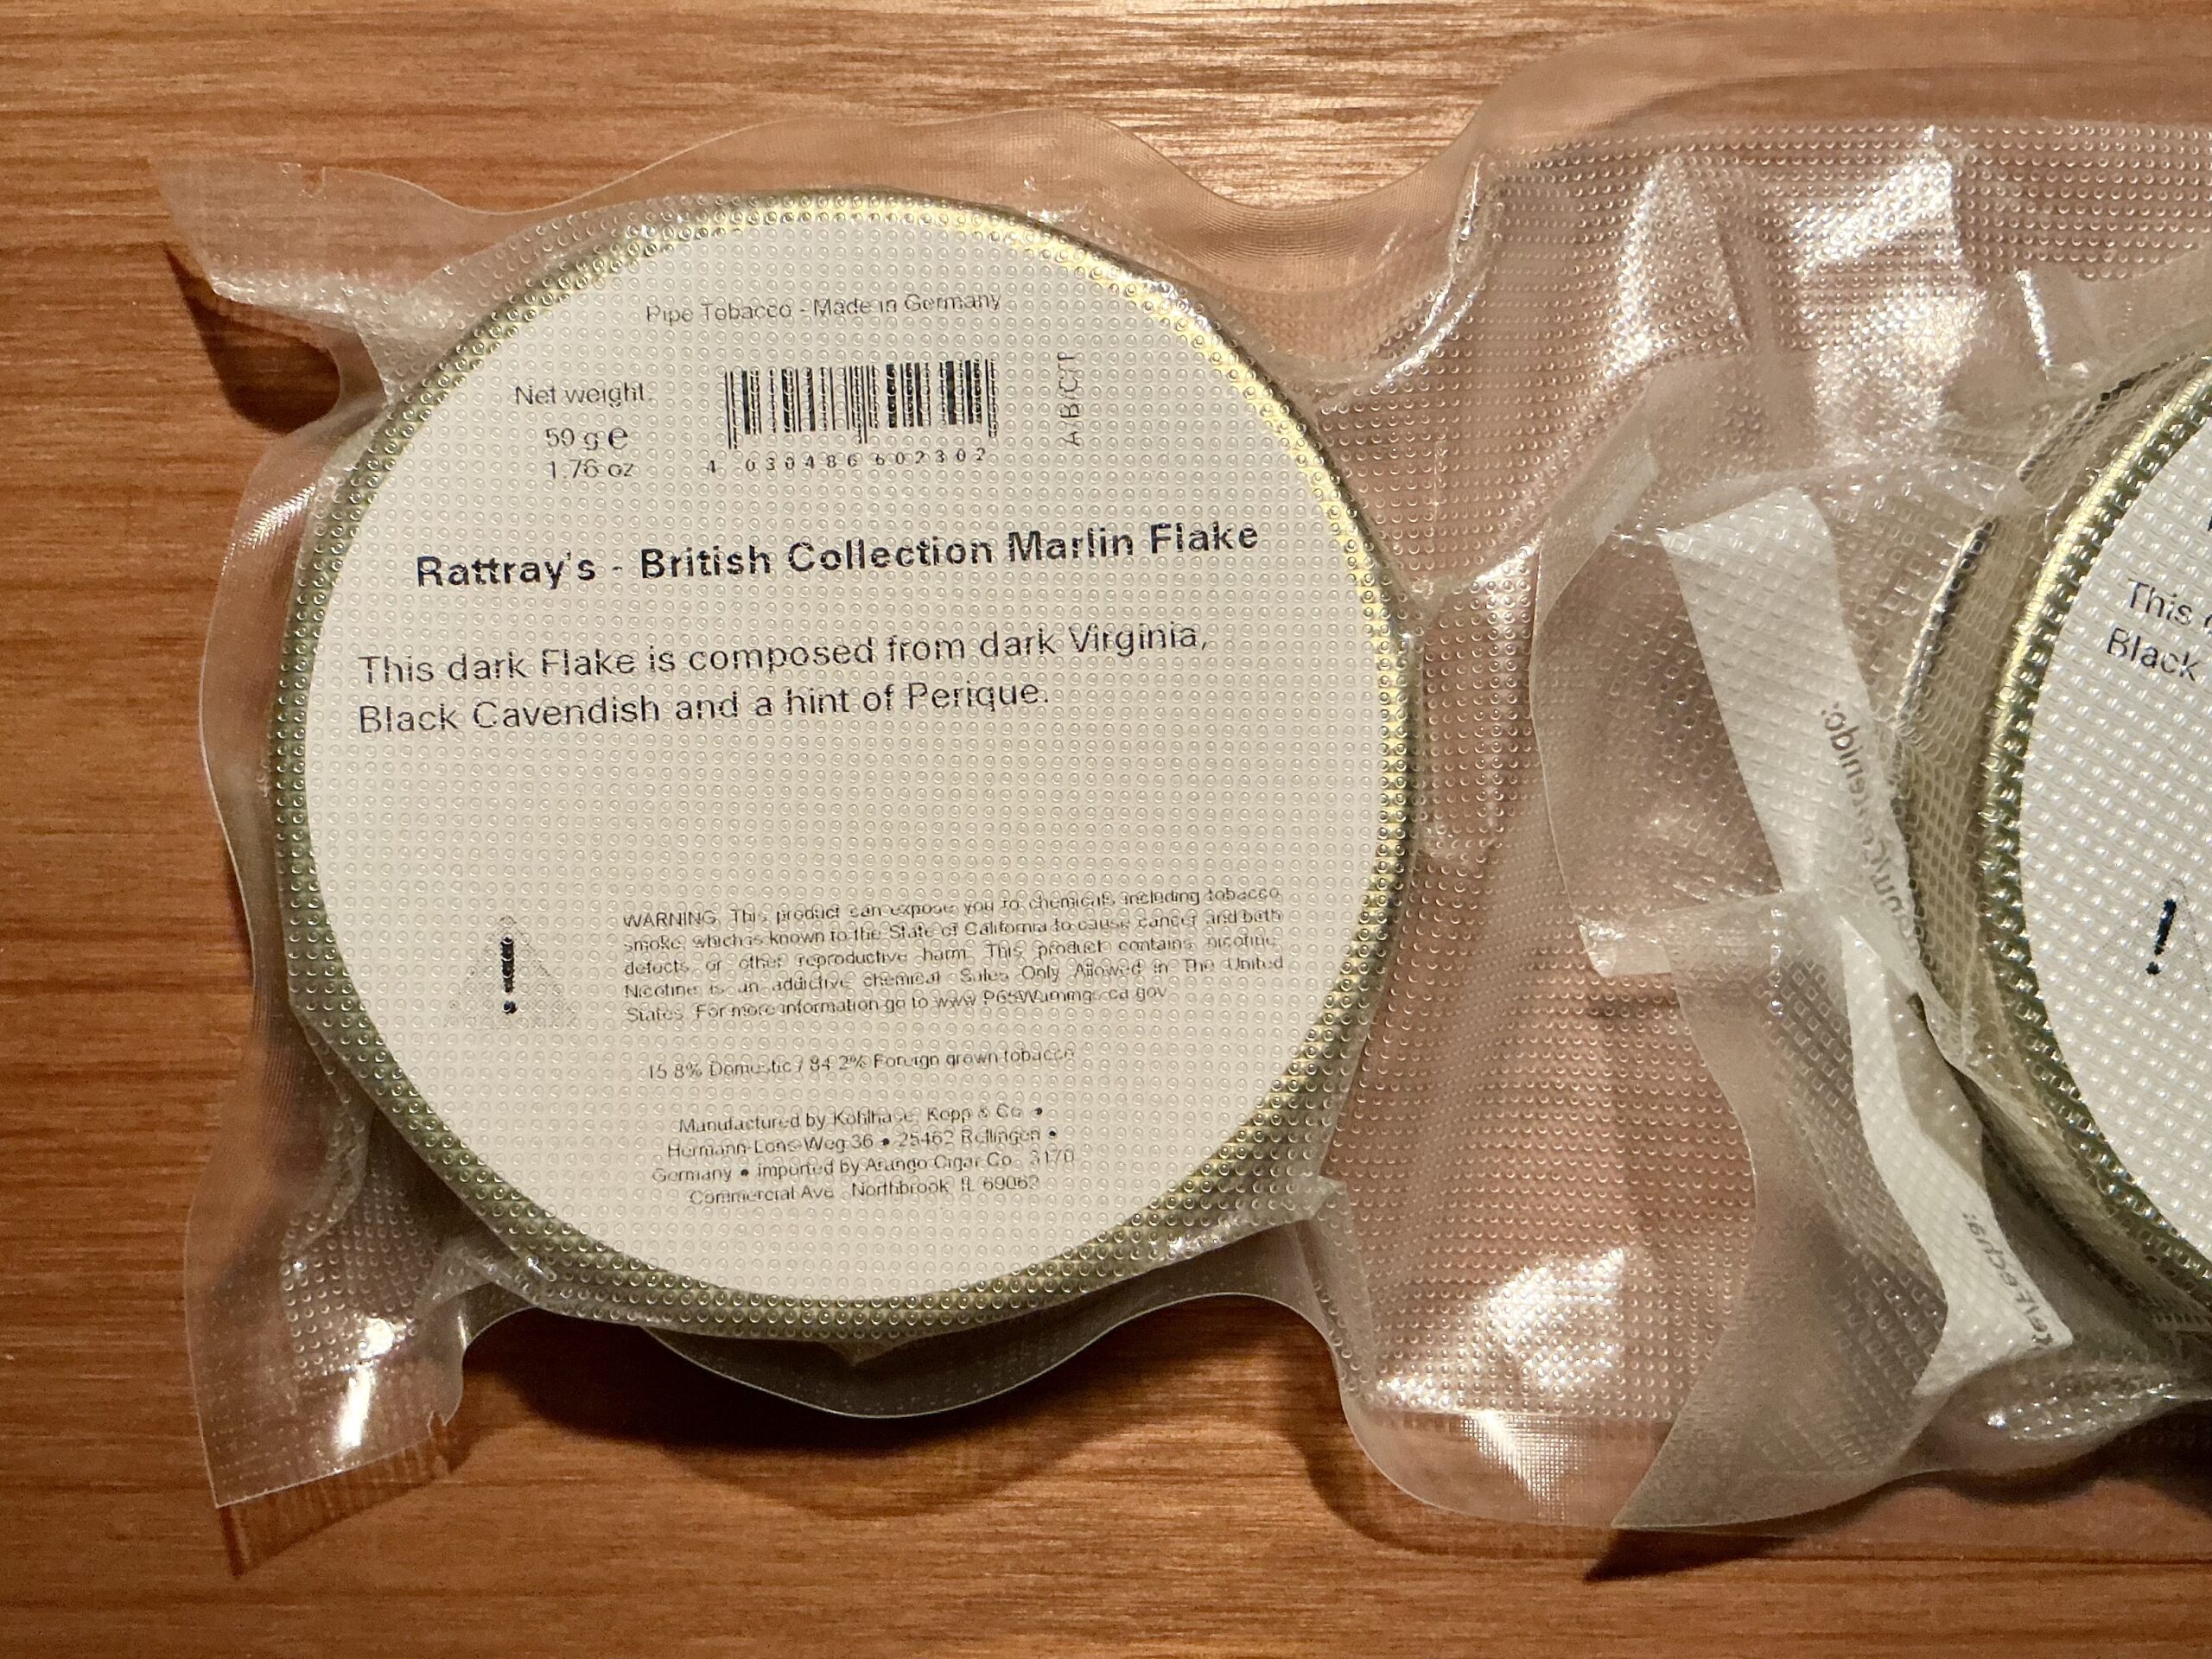 Pipe Tobacco - Made in Germany
Net weight:
50 g e
1.76 oz
4 030486 602302
A/B/C/T
Rattray's - British Collection Marlin Flake
This dark Flake is composed from dark Virginia,
Black Cavendish and a hint of Perique.
WARNING: This product can expose you to chemicals including tobacco
smoke, which is known to the State of California to cause cancer and birth
defects or other reproductive harm. This product contains nicotine.
Nicotine is an addictive chemical. Sales Only Allowed in The United
States. For more information go to www.P65Warnings.ca.gov
15.8% Domestic / 84.2% Foreign grown tobacco
Manufactured by Kohlhase, Kopp & Co •
Hermann-Löns-Weg 36 • 25462 Rellingen •
Germany • imported by Arango Cigar Co. 3170
Commercial Ave., Northbrook IL 60062
This
Black